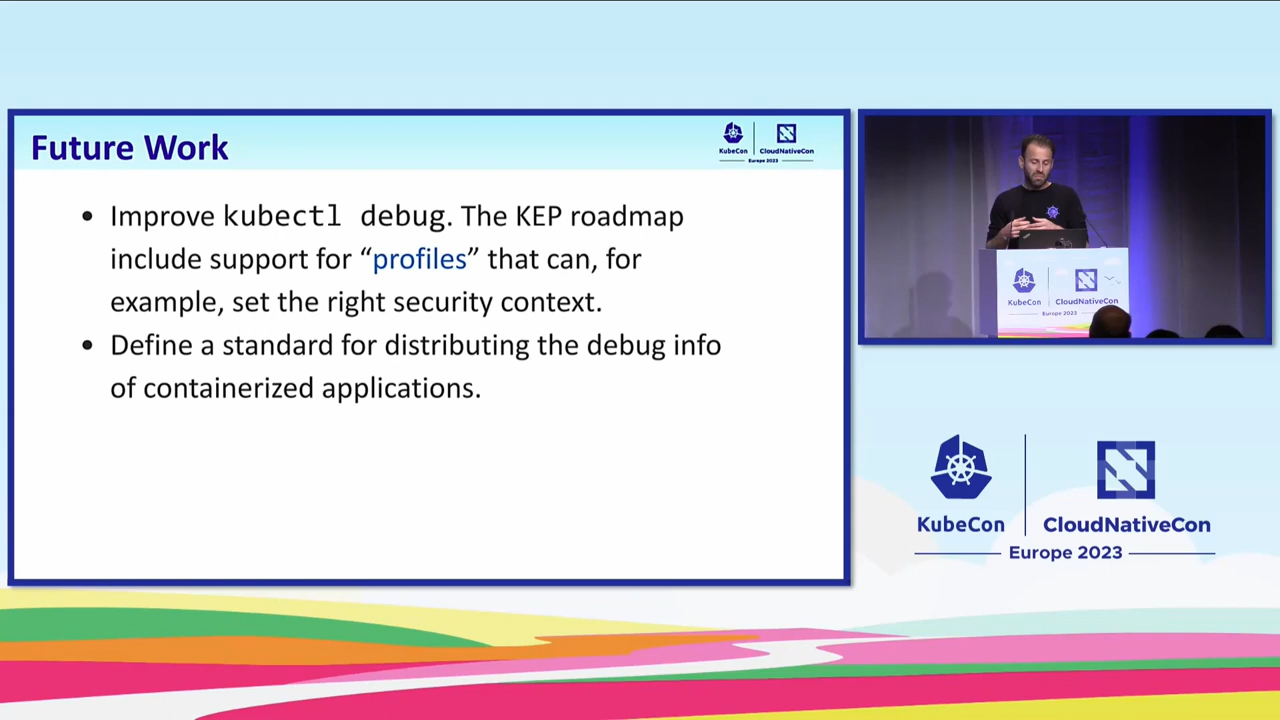 Future Work
KubeCon
CloudNativeCon
Europe 2023
• Improve kubectl debug. The KEP roadmap
include support for “profiles” that can, for
example, set the right security context.
• Define a standard for distributing the debug info
of containerized applications.
KubeCon
CloudNativeCon
Europe 2023
KubeCon
CloudNativeCon
Europe 2023